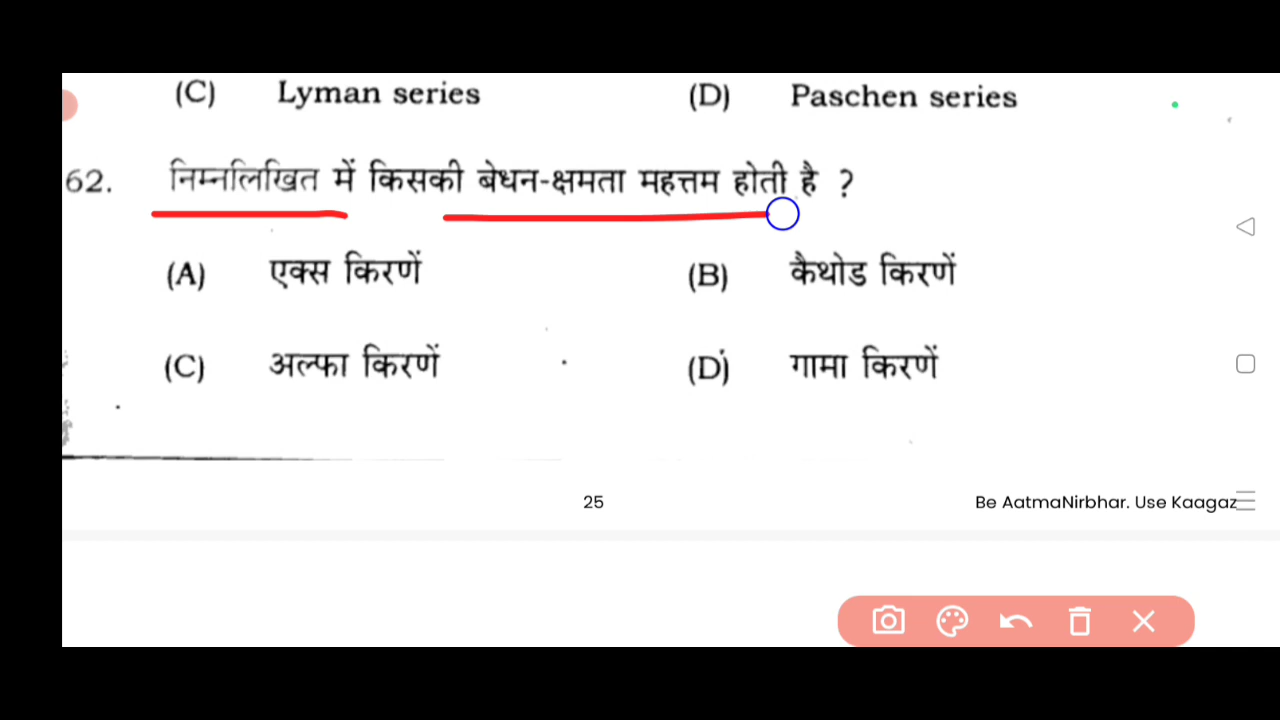 (C) Lyman series (D) Paschen series
62. निम्नलिखित में किसकी बेधन-क्षमता महत्तम होती है ?
(A) एक्स किरणें (B) कैथोड किरणें
(C) अल्फा किरणें (D) गामा किरणें
25 Be AatmaNirbhar. Use Kaagaz